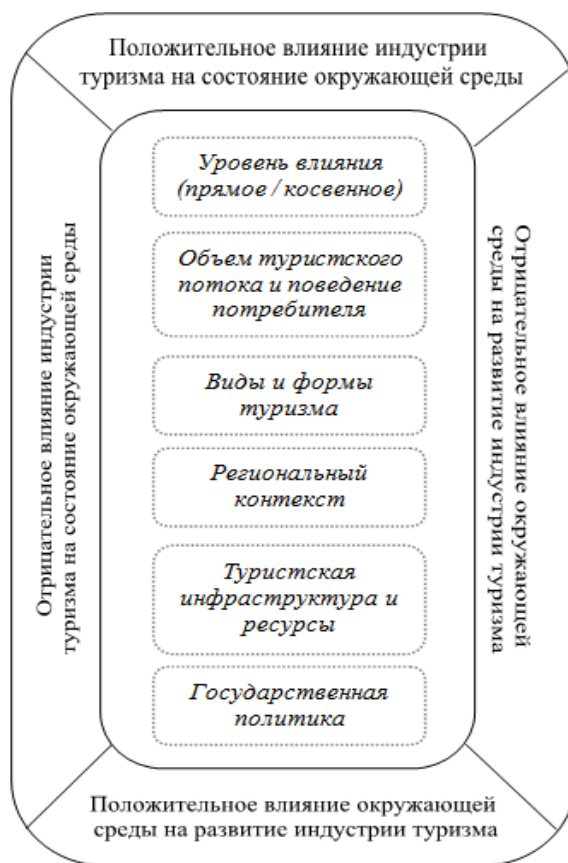 Положительное влияние индустрии
туризма на состояние окружающей среды
Отрицательное влияние индустрии
туризма на состояние окружающей среды
Уровень влияния
(прямое / косвенное)
Объем туристского
потока и поведение
потребителя
Виды и формы
туризма
Региональный
контекст
Туристская
инфраструктура и
ресурсы
Государственная
политика
Отрицательное влияние окружающей
среды на развитие индустрии туризма
Положительное влияние окружающей
среды на развитие индустрии туризма